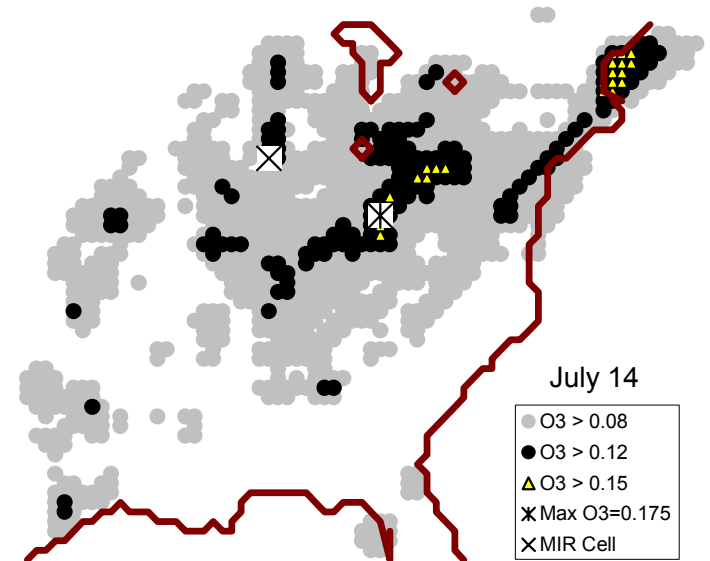 July 14
O3 > 0.08
O3 > 0.12
O3 > 0.15
Max O3=0.175
MIR Cell